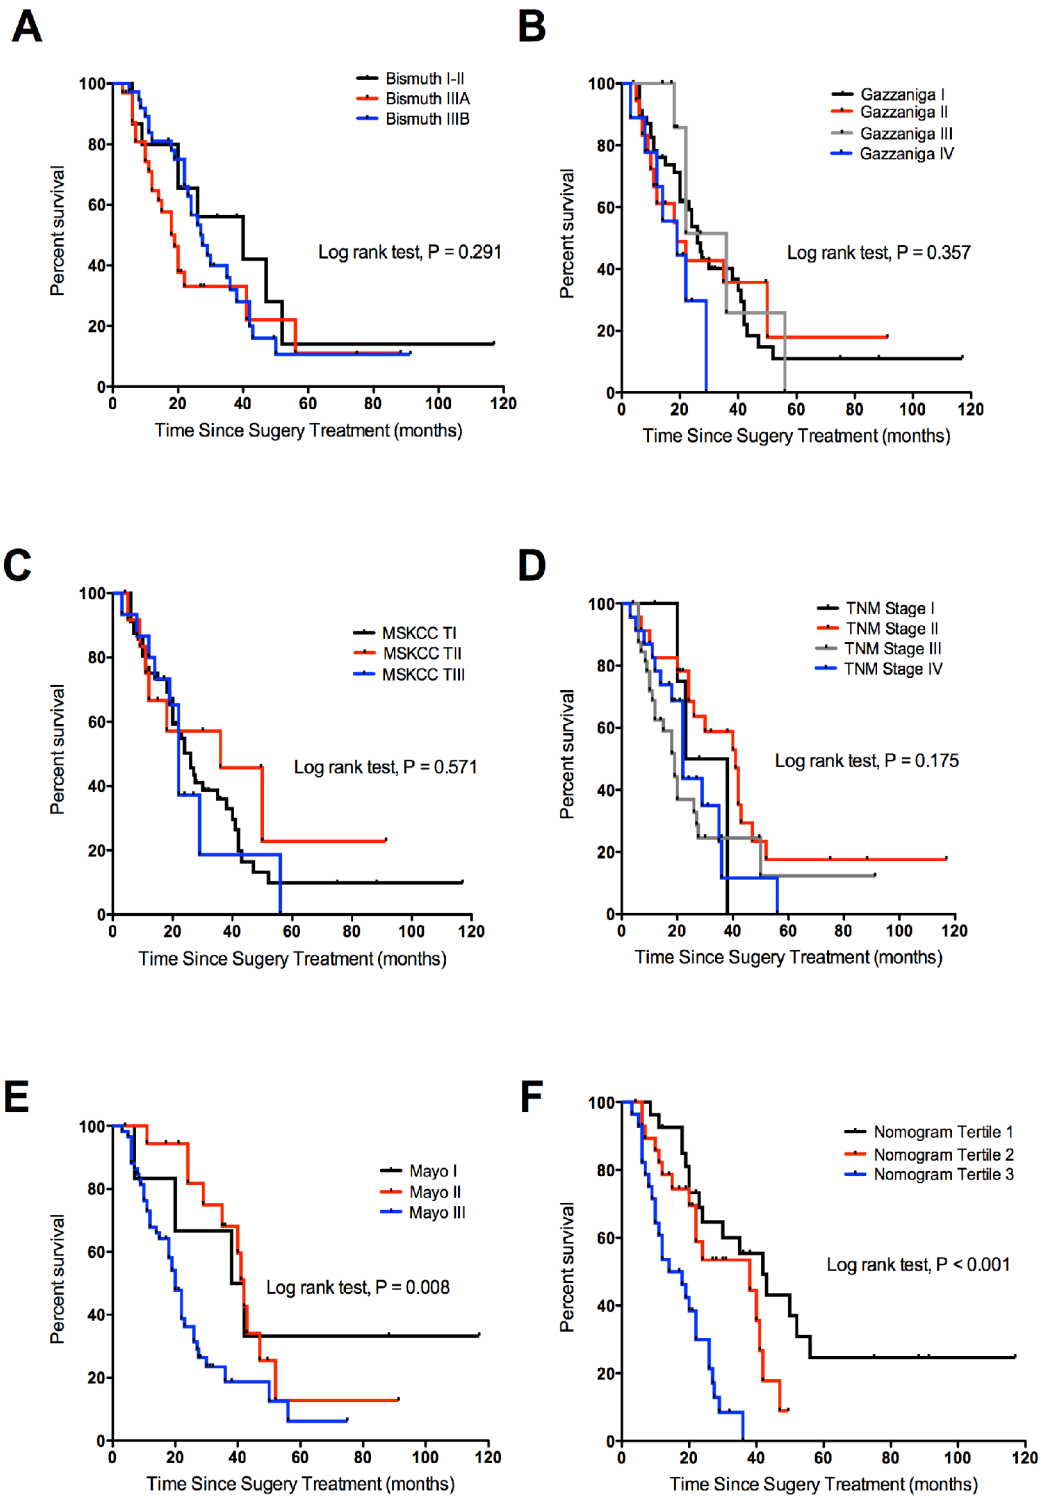 A
100
80
60
40
20
0
Percent survival
Bismuth I-II
Bismuth IIIA
Bismuth IIIB
Log rank test, P = 0.291
0 20 40 60 80 100 120
Time Since Sugery Treatment (months)
B
100
80
60
40
20
0
Percent survival
Gazzaniga I
Gazzaniga II
Gazzaniga III
Gazzaniga IV
Log rank test, P = 0.357
0 20 40 60 80 100 120
Time Since Sugery Treatment (months)
C
100
80
60
40
20
0
Percent survival
MSKCC TI
MSKCC TII
MSKCC TIII
Log rank test, P = 0.571
0 20 40 60 80 100 120
Time Since Sugery Treatment (months)
D
100
80
60
40
20
0
Percent survival
TNM Stage I
TNM Stage II
TNM Stage III
TNM Stage IV
Log rank test, P = 0.175
0 20 40 60 80 100 120
Time Since Sugery Treatment (months)
E
100
80
60
40
20
0
Percent survival
Mayo I
Mayo II
Mayo III
Log rank test, P = 0.008
0 20 40 60 80 100 120
Time Since Sugery Treatment (months)
F
100
80
60
40
20
0
Percent survival
Nomogram Tertile 1
Nomogram Tertile 2
Nomogram Tertile 3
Log rank test, P < 0.001
0 20 40 60 80 100 120
Time Since Sugery Treatment (months)